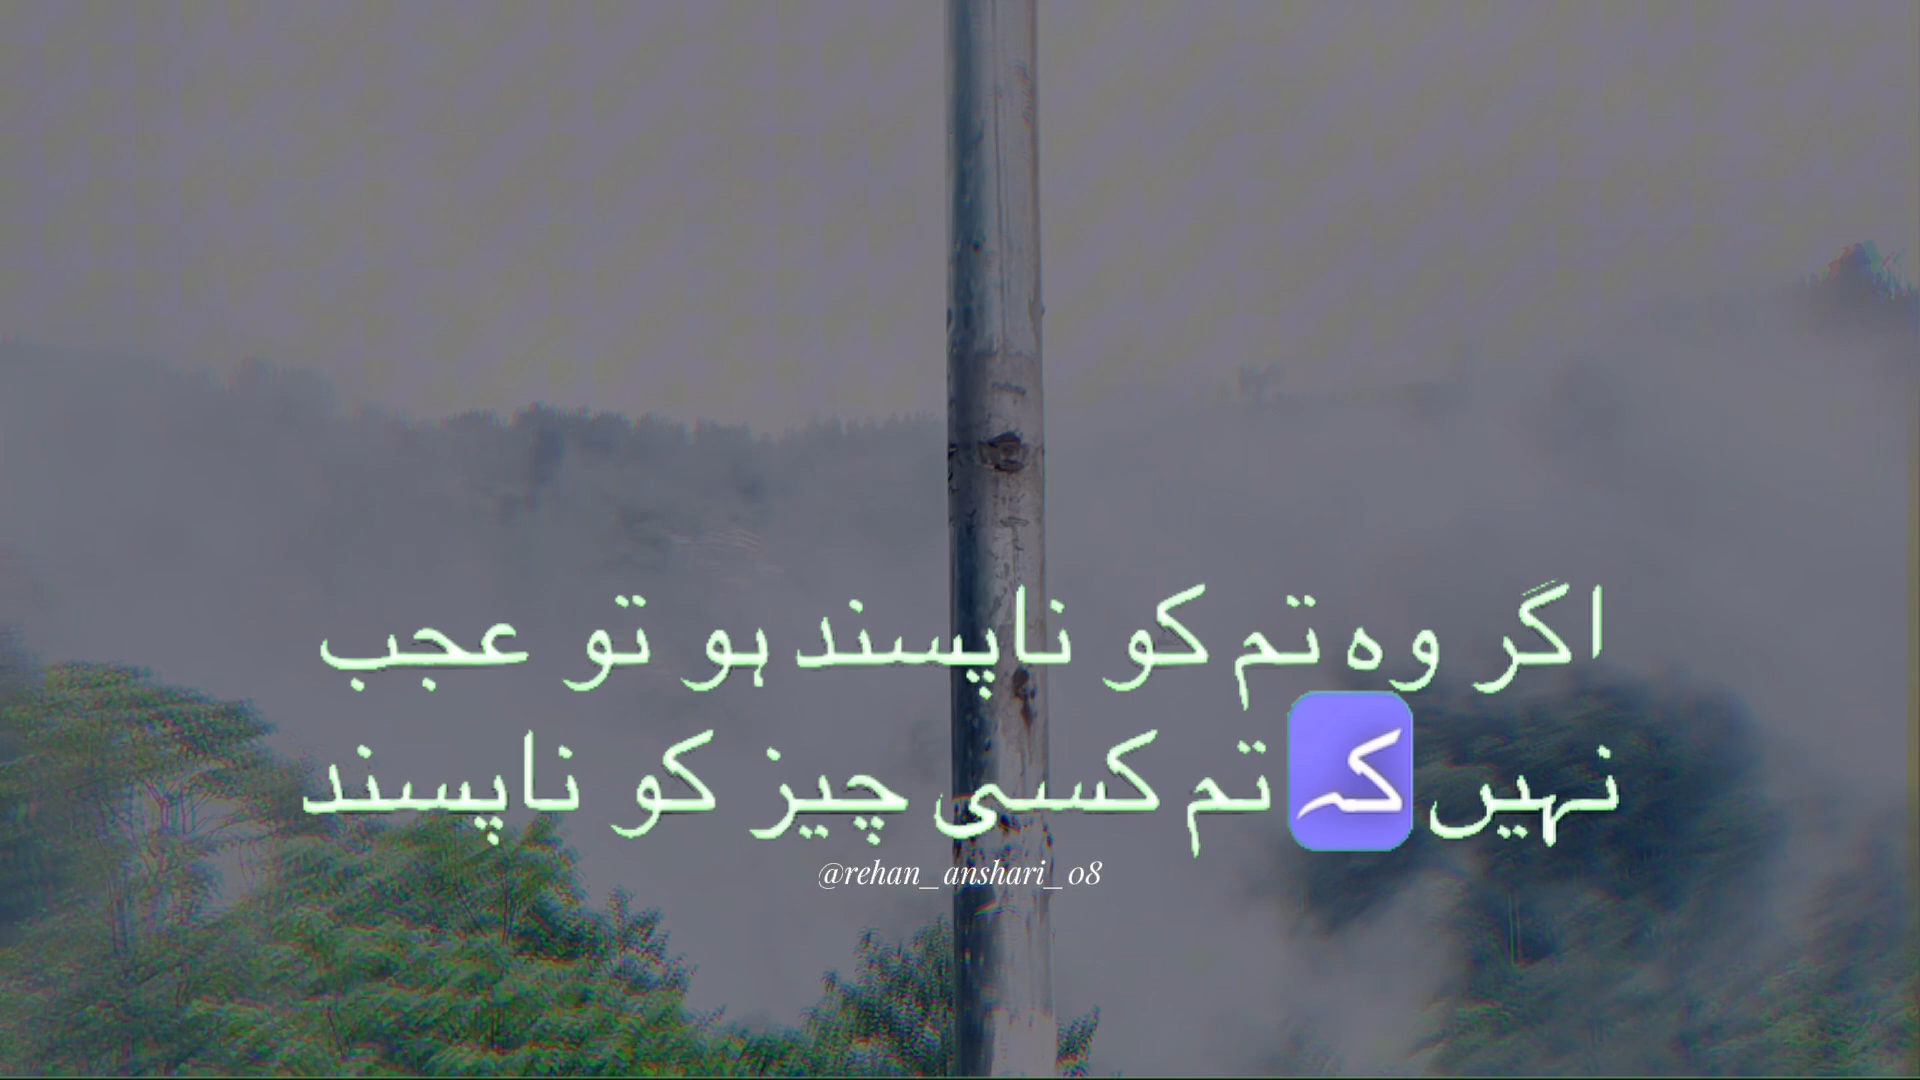 اگر وہ تم کو ناپسند ہو تو عجب
نہیں کہ تم کسی چیز کو ناپسند
@rehan_anshari_08